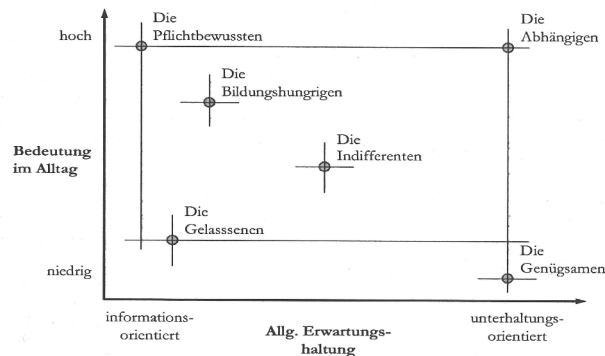 hoch
Die
Pflichtbewussten
Die
Abhängigen
Die
Bildungshungrigen
Bedeutung
im Alltag
Die
Indifferenten
Die
Gelasssenen
Die
Genügsamen
niedrig
informations-
orientiert
Allg. Erwartungs-
haltung
unterhaltungs-
orientiert